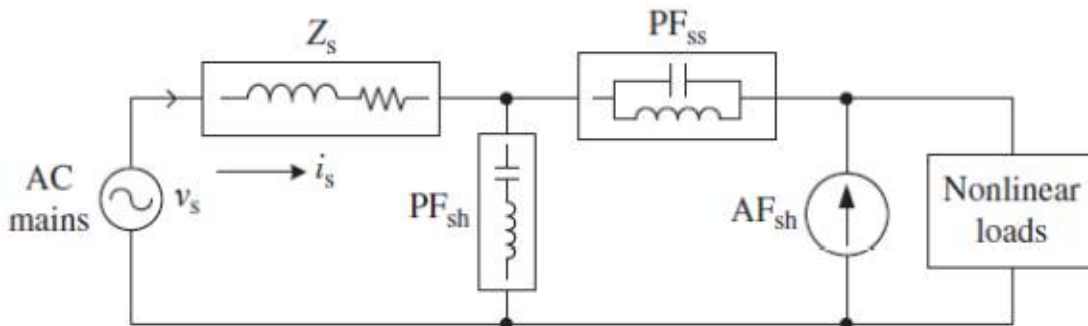 Z_s
PF_ss
AC
mains
v_s
i_s
PF_sh
AF_sh
Nonlinear
loads